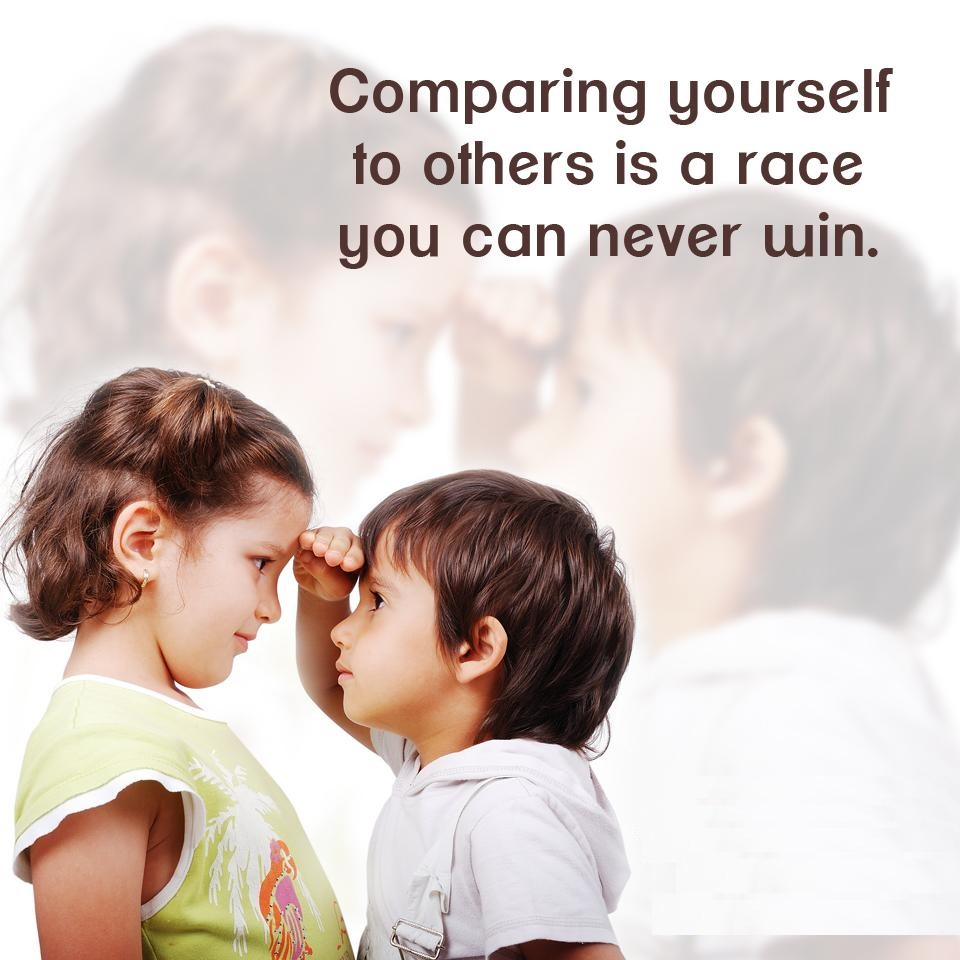 Comparing yourself
to others is a race
you can never win.